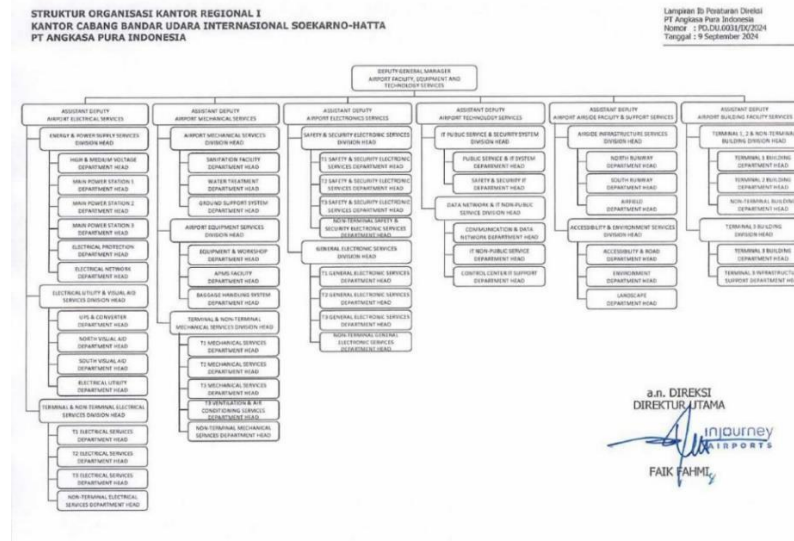 STRUKTUR ORGANISASI KANTOR REGIONAL I
KANTOR CABANG BANDAR UDARA INTERNASIONAL SOEKARNO-HATTA
PT ANGKASA PURA INDONESIA
Lampiran Ib Peraturan Direksi
PT Angkasa Pura Indonesia
Nomor : PD.DU.0031/IX/2024
Tanggal : 9 September 2024
DEPUTY GENERAL MANAGER
AIRPORT FACILITY, EQUIPMENT AND
TECHNOLOGY SERVICES
ASSISTANT DEPUTY
AIRPORT ELECTRICAL SERVICES
ENERGY & POWER SUPPLY SERVICES
DIVISION HEAD
HIGH & MEDIUM VOLTAGE
DEPARTMENT HEAD
MAIN POWER STATION 1
DEPARTMENT HEAD
MAIN POWER STATION 2
DEPARTMENT HEAD
MAIN POWER STATION 3
DEPARTMENT HEAD
ELECTRICAL PROTECTION
DEPARTMENT HEAD
ELECTRICAL NETWORK
DEPARTMENT HEAD
ELECTRICAL UTILITY & VISUAL AID
SERVICES DIVISION HEAD
UPS & CONVERTER
DEPARTMENT HEAD
NORTH VISUAL AID
DEPARTMENT HEAD
SOUTH VISUAL AID
DEPARTMENT HEAD
ELECTRICAL UTILITY
DEPARTMENT HEAD
TERMINAL & NON-TERMINAL ELECTRICAL
SERVICES DIVISION HEAD
T1 ELECTRICAL SERVICES
DEPARTMENT HEAD
T2 ELECTRICAL SERVICES
DEPARTMENT HEAD
T3 ELECTRICAL SERVICES
DEPARTMENT HEAD
NON-TERMINAL ELECTRICAL
SERVICES DEPARTMENT HEAD
ASSISTANT DEPUTY
AIRPORT MECHANICAL SERVICES
AIRPORT MECHANICAL SERVICES
DIVISION HEAD
SANITATION FACILITY
DEPARTMENT HEAD
WATER TREATMENT
DEPARTMENT HEAD
GROUND SUPPORT SYSTEM
DEPARTMENT HEAD
AIRPORT EQUIPMENT SERVICES
DIVISION HEAD
EQUIPMENT & WORKSHOP
DEPARTMENT HEAD
APMS FACILITY
DEPARTMENT HEAD
BAGGAGE HANDLING SYSTEM
DEPARTMENT HEAD
TERMINAL & NON-TERMINAL
MECHANICAL SERVICES DIVISION HEAD
T1 MECHANICAL SERVICES
DEPARTMENT HEAD
T2 MECHANICAL SERVICES
DEPARTMENT HEAD
T3 MECHANICAL SERVICES
DEPARTMENT HEAD
T3 VENTILATION & AIR
CONDITIONING SERVICES
DEPARTMENT HEAD
NON-TERMINAL MECHANICAL
SERVICES DEPARTMENT HEAD
ASSISTANT DEPUTY
AIRPORT ELECTRONICS SERVICES
SAFETY & SECURITY ELECTRONIC SERVICES
DIVISION HEAD
T1 SAFETY & SECURITY ELECTRONIC
SERVICES DEPARTMENT HEAD
T2 SAFETY & SECURITY ELECTRONIC
SERVICES DEPARTMENT HEAD
T3 SAFETY & SECURITY ELECTRONIC
SERVICES DEPARTMENT HEAD
NON-TERMINAL SAFETY &
SECURITY ELECTRONIC SERVICES
DEPARTMENT HEAD
GENERAL ELECTRONIC SERVICES
DIVISION HEAD
T1 GENERAL ELECTRONIC SERVICES
DEPARTMENT HEAD
T2 GENERAL ELECTRONIC SERVICES
DEPARTMENT HEAD
T3 GENERAL ELECTRONIC SERVICES
DEPARTMENT HEAD
NON-TERMINAL GENERAL
ELECTRONIC SERVICES
DEPARTMENT HEAD
ASSISTANT DEPUTY
AIRPORT TECHNOLOGY SERVICES
IT PUBLIC SERVICE & SECURITY SYSTEM
DIVISION HEAD
PUBLIC SERVICE & IT SYSTEM
DEPARTMENT HEAD
SAFETY & SECURITY IT
DEPARTMENT HEAD
DATA NETWORK & IT NON-PUBLIC
SERVICE DIVISION HEAD
COMMUNICATION & DATA
NETWORK DEPARTMENT HEAD
IT NON-PUBLIC SERVICE
DEPARTMENT HEAD
CONTROL CENTER IT SUPPORT
DEPARTMENT HEAD
ASSISTANT DEPUTY
AIRPORT AIRSIDE FACILITY & SUPPORT SERVICES
AIRSIDE INFRASTRUCTURE SERVICES
DIVISION HEAD
NORTH RUNWAY
DEPARTMENT HEAD
SOUTH RUNWAY
DEPARTMENT HEAD
AIRFIELD
DEPARTMENT HEAD
ACCESSIBILITY & ENVIRONMENT SERVICES
DIVISION HEAD
ACCESSIBILITY & ROAD
DEPARTMENT HEAD
ENVIRONMENT
DEPARTMENT HEAD
LANDSCAPE
DEPARTMENT HEAD
ASSISTANT DEPUTY
AIRPORT BUILDING FACILITY SERVICES
TERMINAL 1, 2 & NON-TERMINAL
BUILDING DIVISION HEAD
TERMINAL 1 BUILDING
DEPARTMENT HEAD
TERMINAL 2 BUILDING
DEPARTMENT HEAD
NON-TERMINAL BUILDING
DEPARTMENT HEAD
TERMINAL 3 BUILDING
DIVISION HEAD
TERMINAL 3 BUILDING
DEPARTMENT HEAD
TERMINAL 3 INFRASTRUCTU
SUPPORT DEPARTMENT HEA
a.n. DIREKSI
DIREKTUR UTAMA
injourney
AIRPORTS
FAIK FAHMI